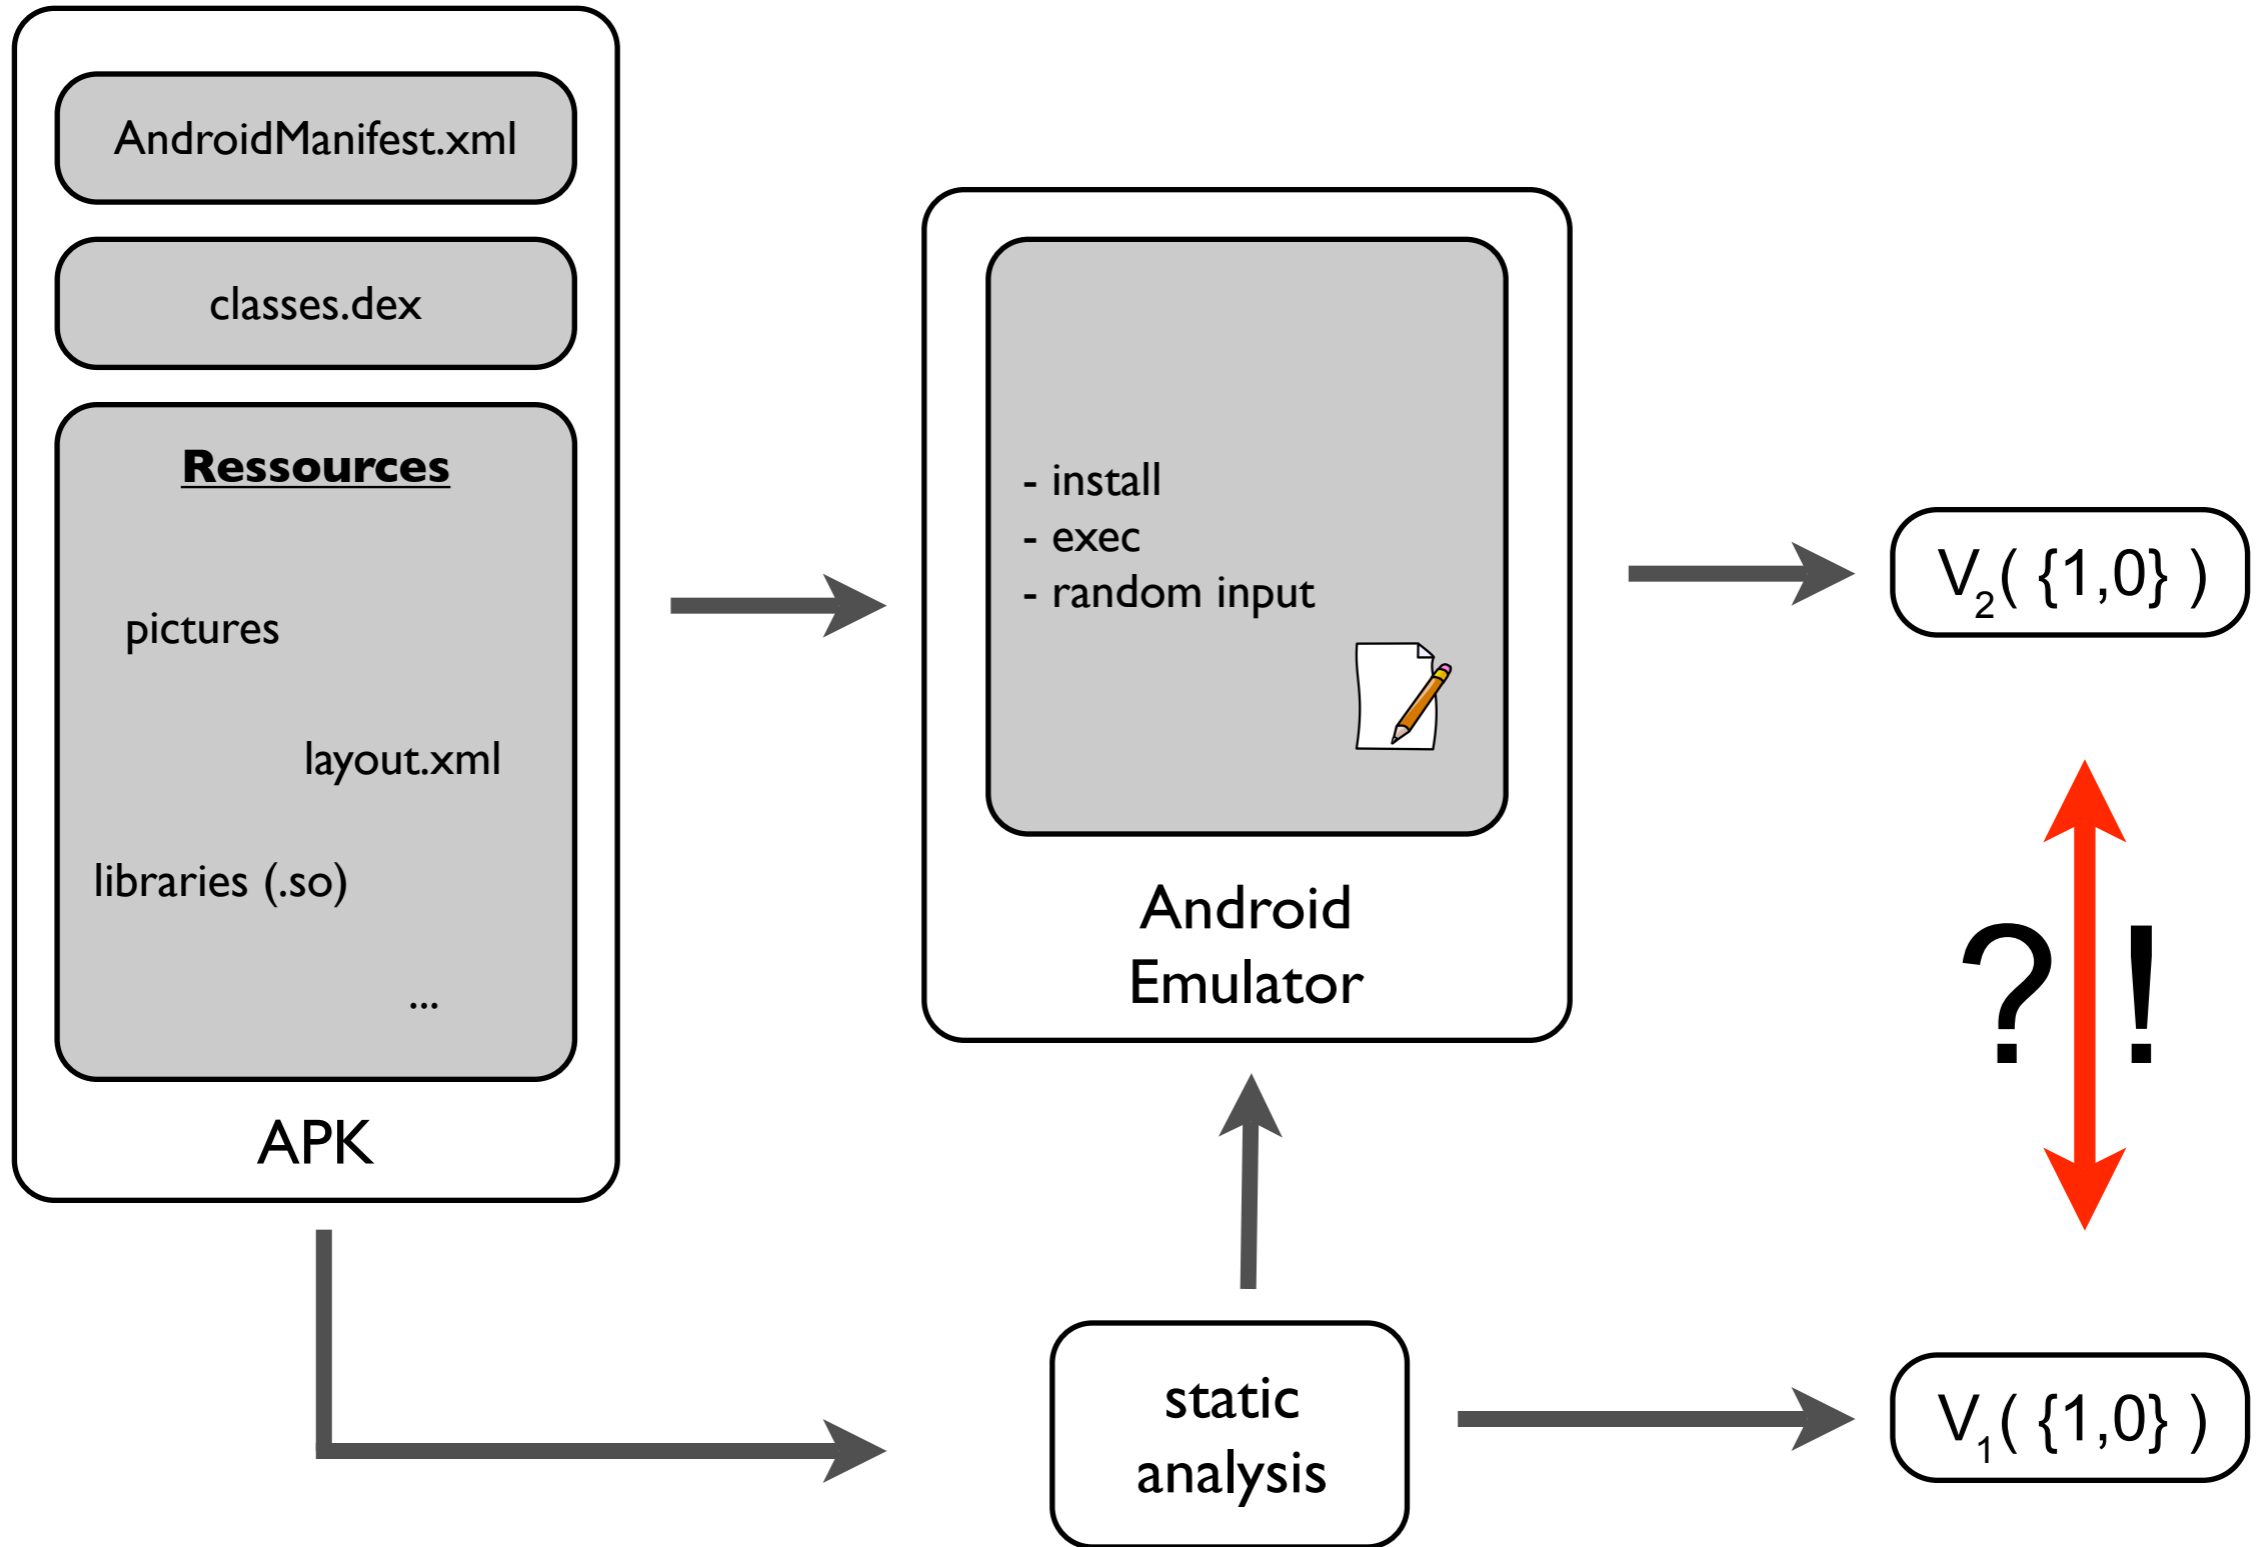 AndroidManifest.xml
classes.dex
Ressources
pictures
layout.xml
libraries (.so)
...
APK
- install
- exec
- random input
Android
Emulator
static
analysis
V2( {1,0} )
? !
V1( {1,0} )